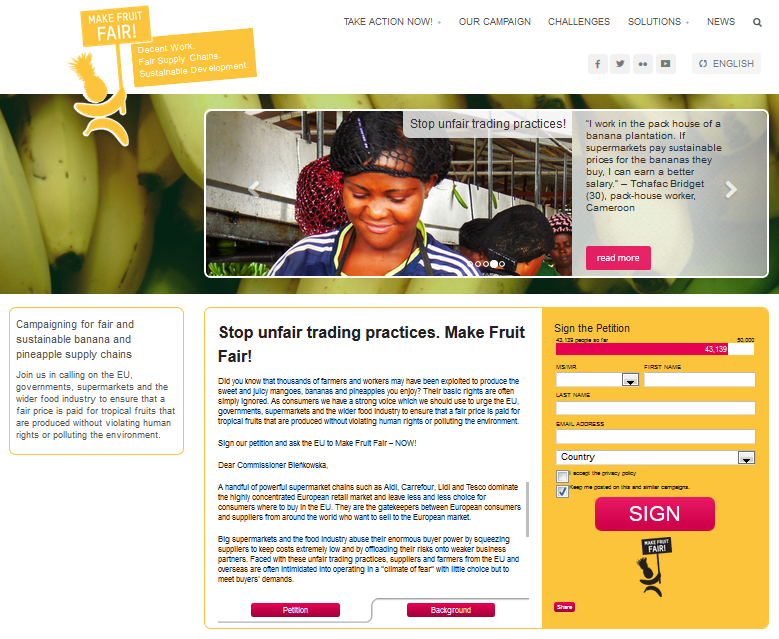 MAKE FRUIT
FAIR!
Decent Work.
Fair Supply Chains.
Sustainable Development.
TAKE ACTION NOW!
OUR CAMPAIGN
CHALLENGES
SOLUTIONS
NEWS
ENGLISH
Stop unfair trading practices!
"I work in the pack house of a
banana plantation. If
supermarkets pay sustainable
prices for the bananas they
buy, I can earn a better
salary." – Tchafac Bridget
(30), pack-house worker,
Cameroon
read more
Campaigning for fair and
sustainable banana and
pineapple supply chains
Join us in calling on the EU,
governments, supermarkets and the
wider food industry to ensure that a
fair price is paid for tropical fruits that
are produced without violating human
rights or polluting the environment.
Stop unfair trading practices. Make Fruit
Fair!
Did you know that thousands of farmers and workers may have been exploited to produce the
sweet and juicy mangoes, bananas and pineapples you enjoy? Their basic rights are often
simply ignored. As consumers we have a strong voice which we should use to urge the EU,
governments, supermarkets and the wider food industry to ensure that a fair price is paid for
tropical fruits that are produced without violating human rights or polluting the environment.
Sign our petition and ask the EU to Make Fruit Fair – NOW!
Dear Commissioner Bieńkowska,
A handful of powerful supermarket chains such as Aldi, Carrefour, Lidl and Tesco dominate
the highly concentrated European retail market and leave less and less choice for
consumers where to buy in the EU. They are the gatekeepers between European consumers
and suppliers from around the world who want to sell to the European market.
Big supermarkets and the food industry abuse their enormous buyer power by squeezing
suppliers to keep costs extremely low and by offloading their risks onto weaker business
partners. Faced with these unfair trading practices, suppliers and farmers from the EU and
overseas are often intimidated into operating in a "climate of fear" with little choice but to
meet buyers' demands.
Petition
Background
Sign the Petition
43,139 people so far
50,000
43,139
MS/MR.
FIRST NAME
LAST NAME
EMAIL ADDRESS
Country
I accept the privacy policy
Keep me posted on this and similar campaigns.
SIGN
MAKE FRUIT
FAIR!
Share